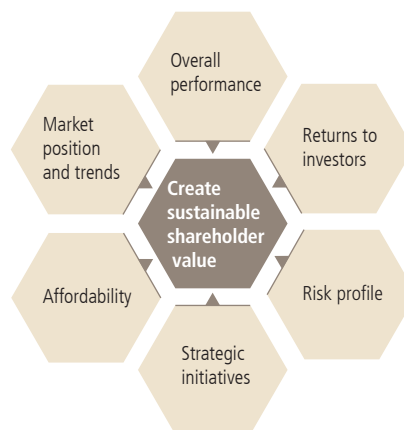 Overall
performance
Market
position
and trends
Returns to
investors
Create
sustainable
shareholder
value
Affordability
Risk profile
Strategic
initiatives